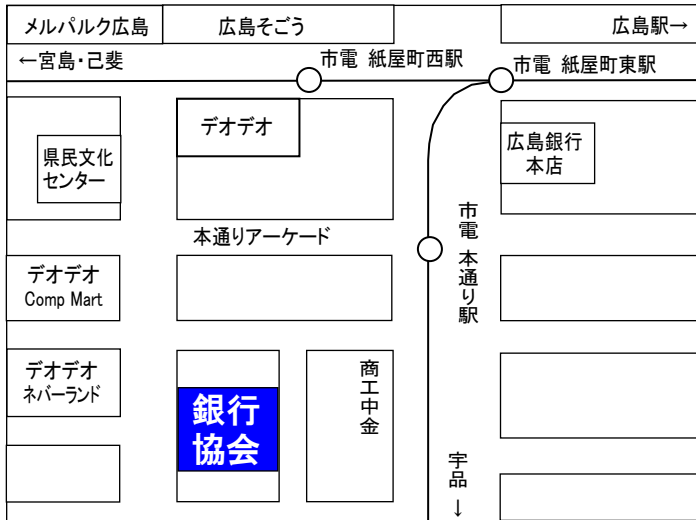 メルパルク広島
広島そごう
広島駅→
←宮島・己斐
市電 紙屋町西駅
市電 紙屋町東駅
デオデオ
県民文化
センター
広島銀行
本店
本通りアーケード
市電 本通り駅
デオデオ
Comp Mart
デオデオ
ネバーランド
商工中金
銀行
協会
宇品 ↓